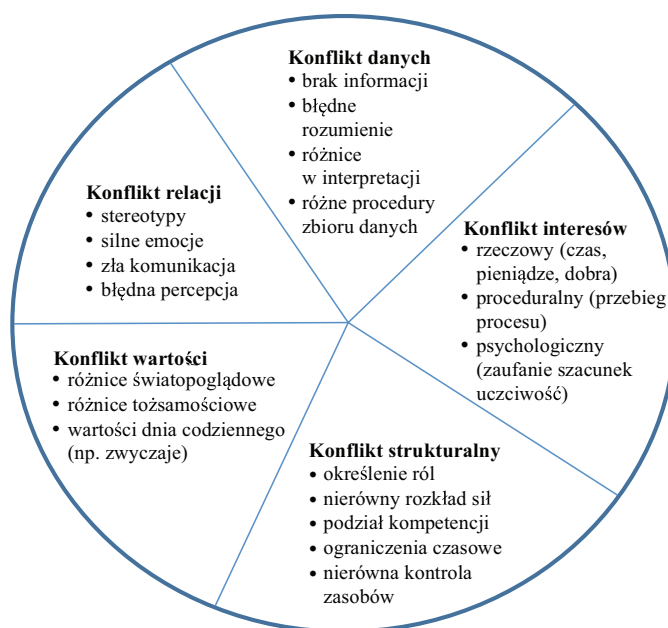 Konflikt danych
• brak informacji
• błędne
rozumienie
• różnice
w interpretacji
• różne procedury
zbioru danych
Konflikt interesów
• rzeczowy (czas,
pieniądze, dobra)
• proceduralny (przebieg
procesu)
• psychologiczny
(zaufanie szacunek
uczciwość)
Konflikt strukturalny
• określenie ról
• nierówny rozkład sił
• podział kompetencji
• ograniczenia czasowe
• nierówna kontrola
zasobów
Konflikt wartości
• różnice światopoglądowe
• różnice tożsamościowe
• wartości dnia codziennego
(np. zwyczaje)
Konflikt relacji
• stereotypy
• silne emocje
• zła komunikacja
• błędna percepcja